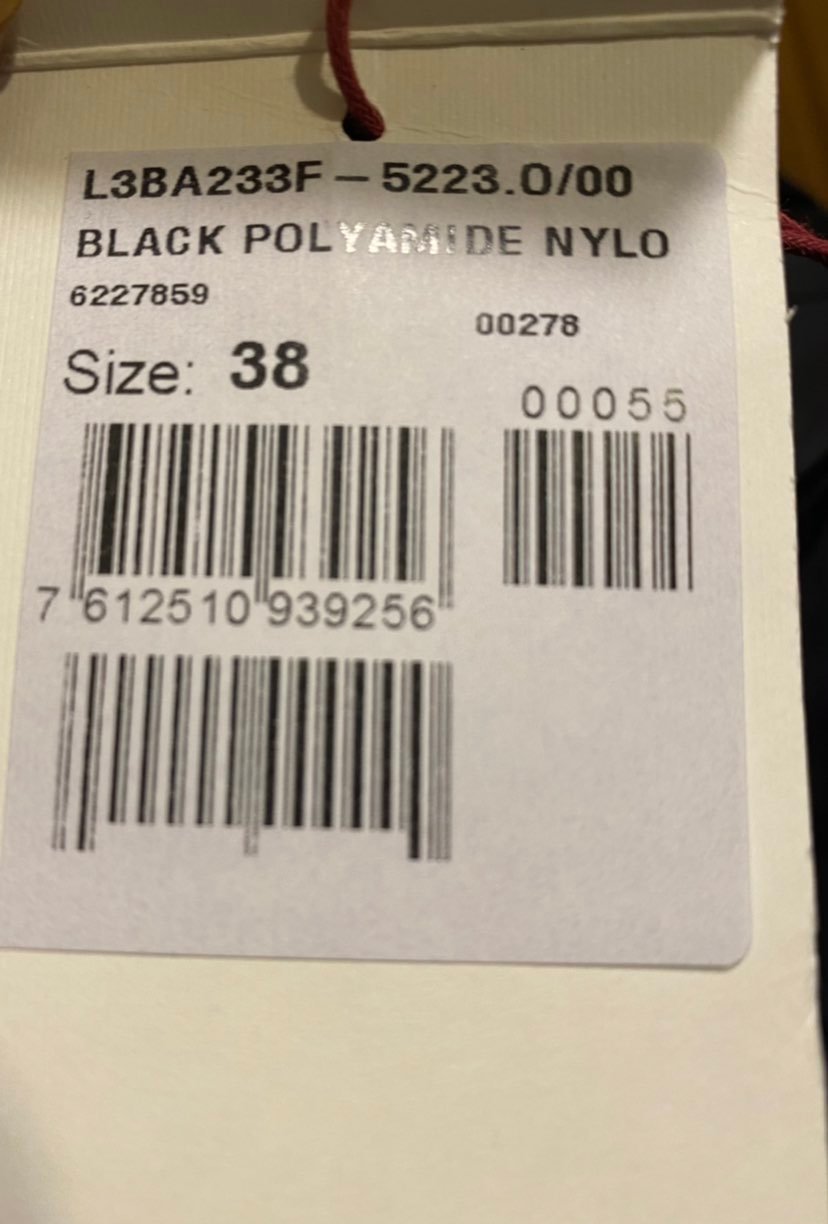 L3BA233F – 5223.0/00
BLACK POLYAMIDE NYLO
6227859
00278
Size: 38
00055
7 612510 939256